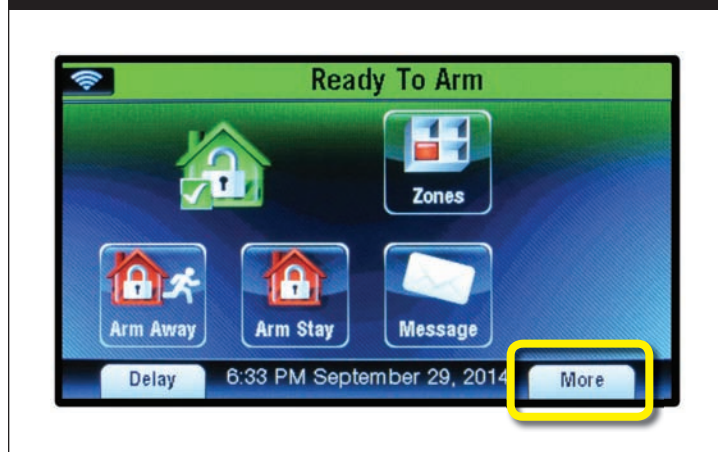 Ready To Arm
Zones
Arm Away
Arm Stay
Message
Delay
6:33 PM September 29, 2014
More